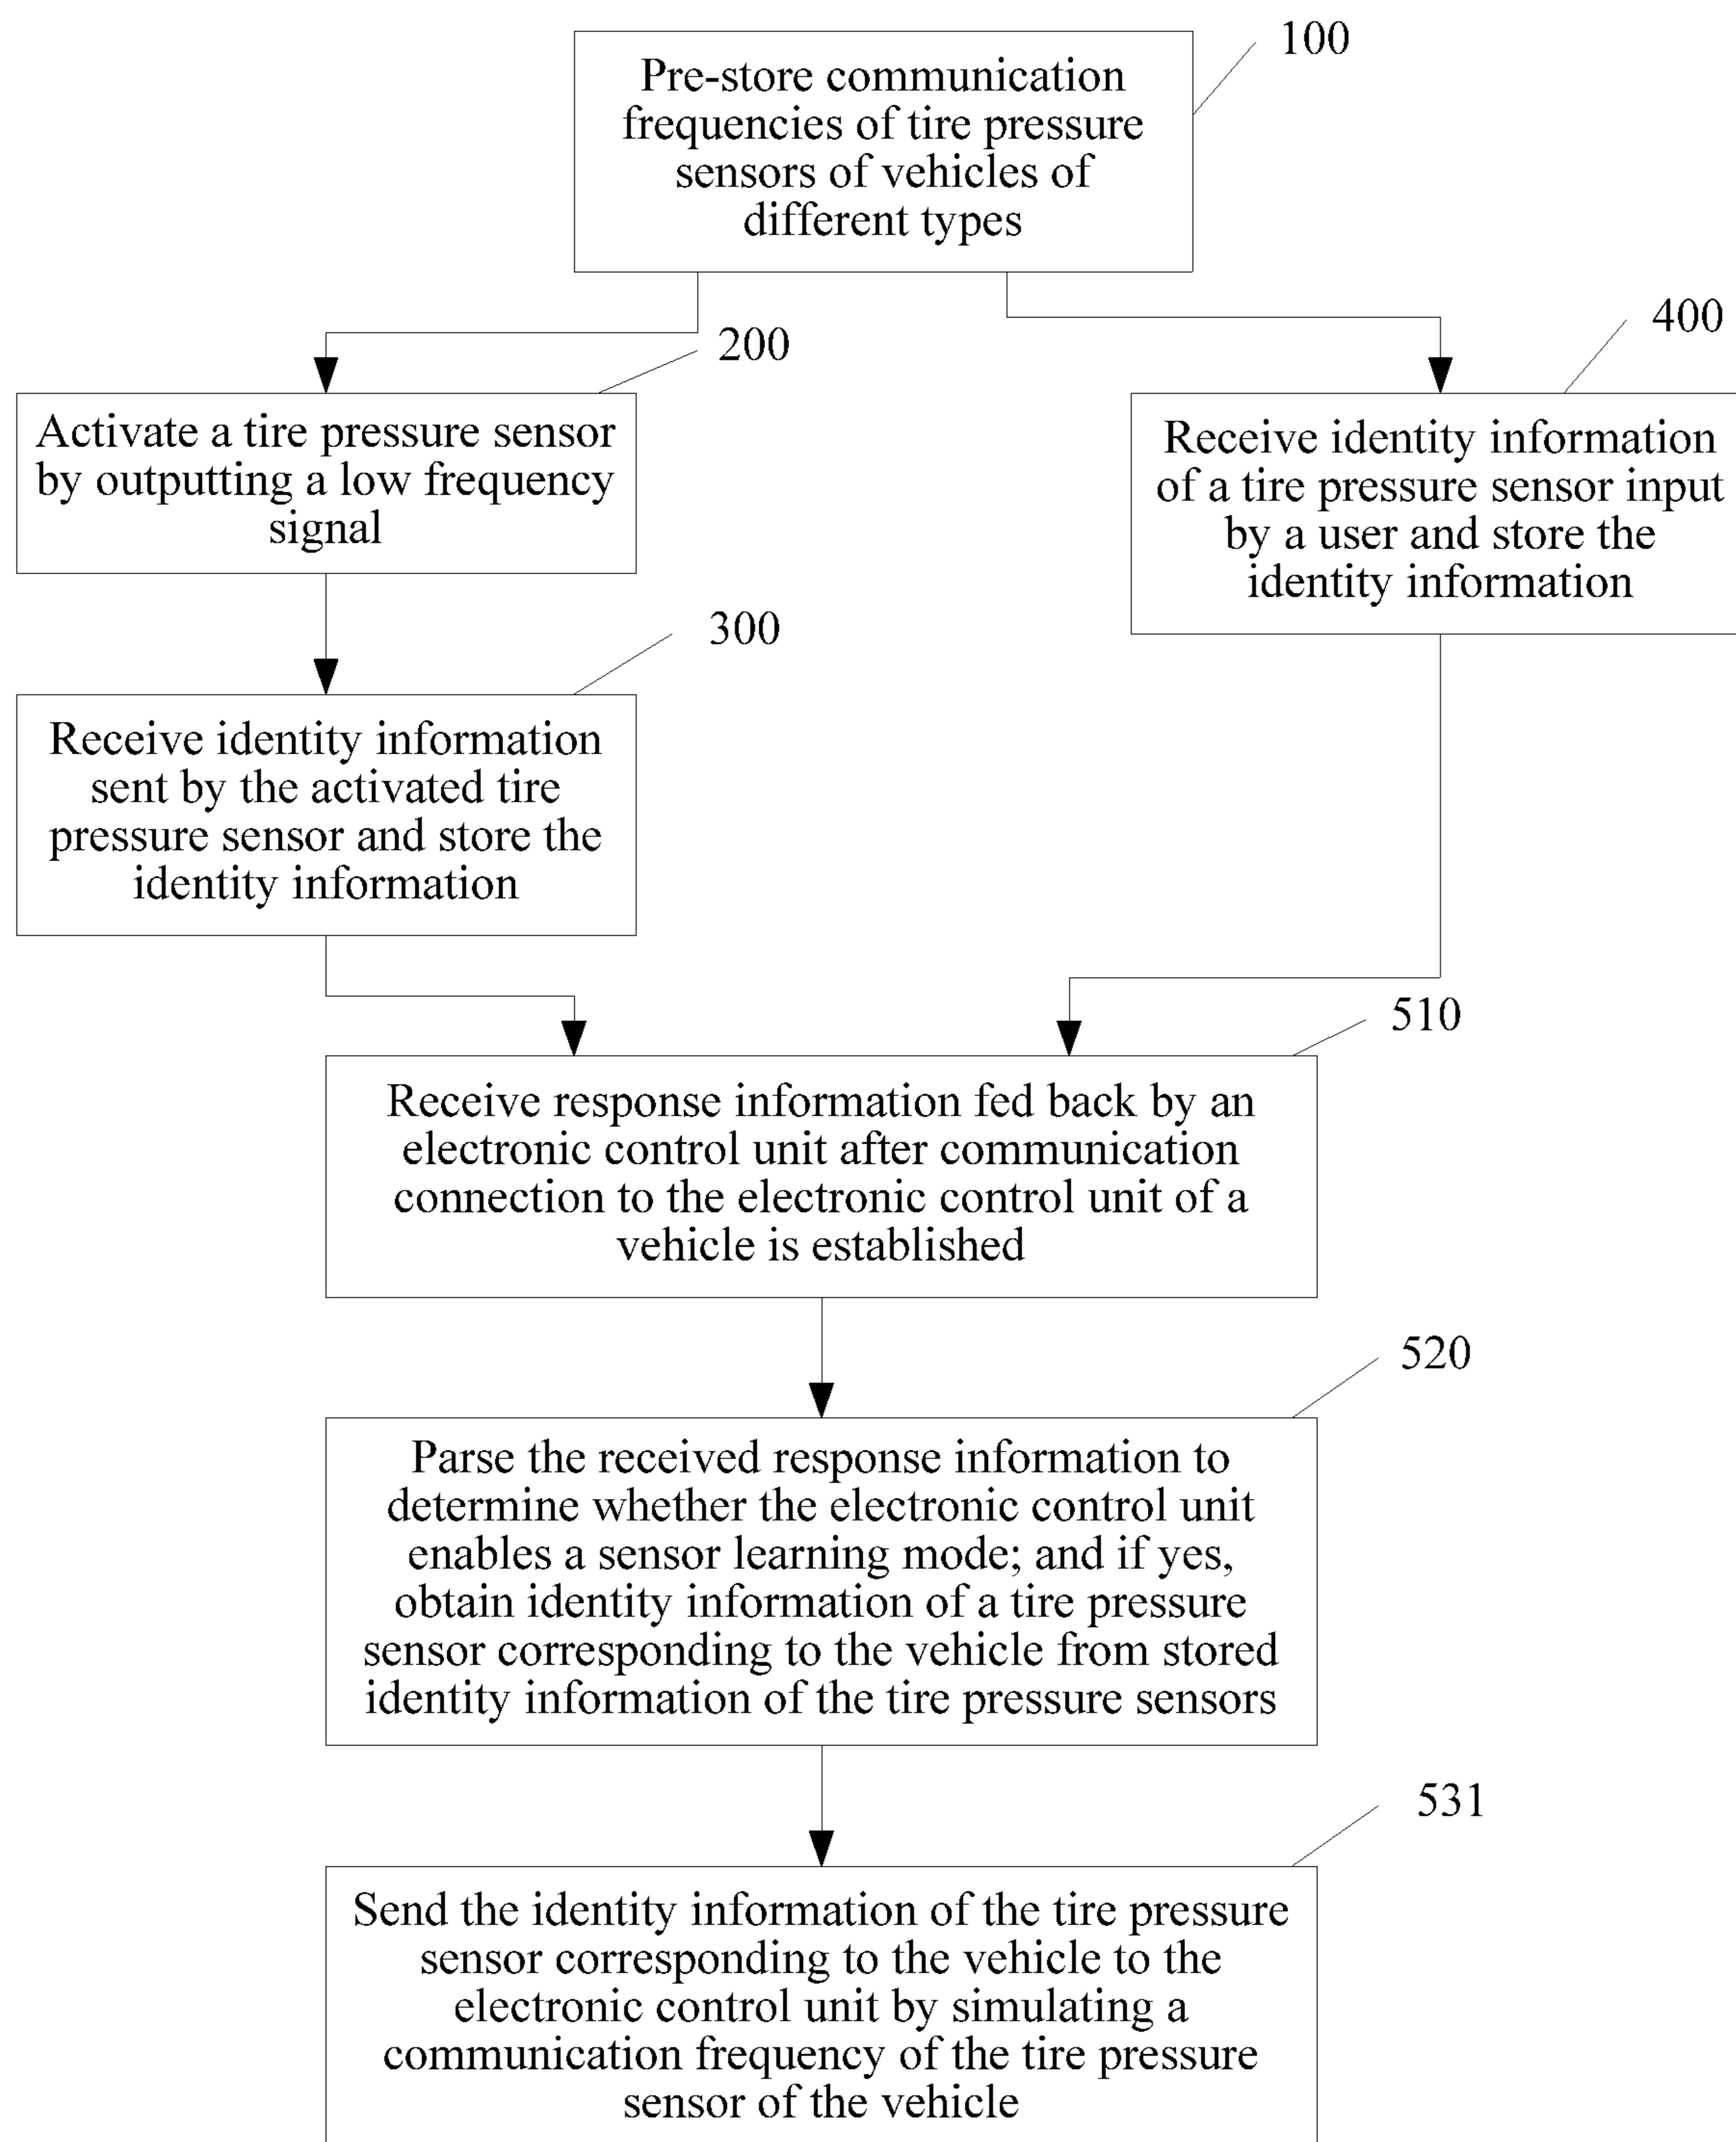 100
Pre-store communication
frequencies of tire pressure
sensors of vehicles of
different types
200
Activate a tire pressure sensor
by outputting a low frequency
signal
400
Receive identity information
of a tire pressure sensor input
by a user and store the
identity information
300
Receive identity information
sent by the activated tire
pressure sensor and store the
identity information
510
Receive response information fed back by an
electronic control unit after communication
connection to the electronic control unit of a
vehicle is established
520
Parse the received response information to
determine whether the electronic control unit
enables a sensor learning mode; and if yes,
obtain identity information of a tire pressure
sensor corresponding to the vehicle from stored
identity information of the tire pressure sensors
531
Send the identity information of the tire pressure
sensor corresponding to the vehicle to the
electronic control unit by simulating a
communication frequency of the tire pressure
sensor of the vehicle